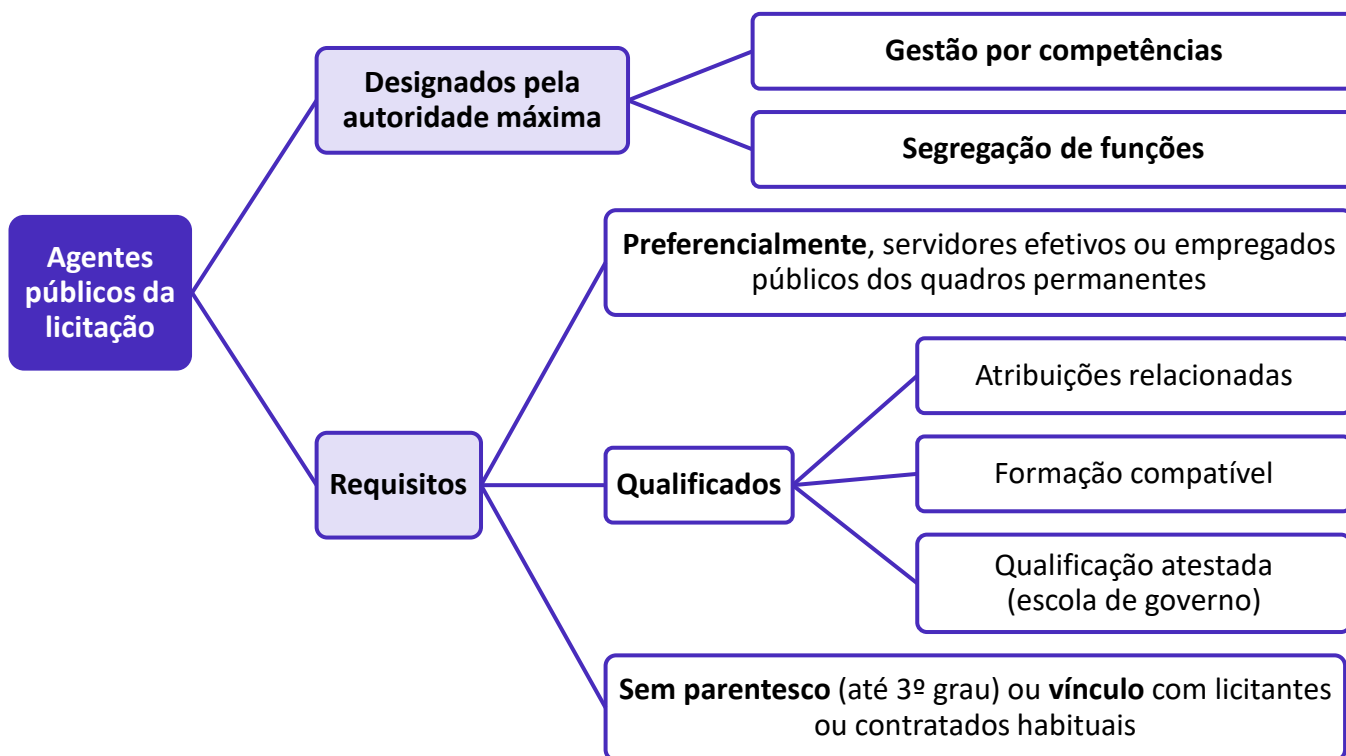 Agentes
públicos da
licitação
Designados pela
autoridade máxima
Gestão por competências
Segregação de funções
Requisitos
Preferencialmente, servidores efetivos ou empregados
públicos dos quadros permanentes
Qualificados
Atribuições relacionadas
Formação compatível
Qualificação atestada
(escola de governo)
Sem parentesco (até 3º grau) ou vínculo com licitantes
ou contratados habituais